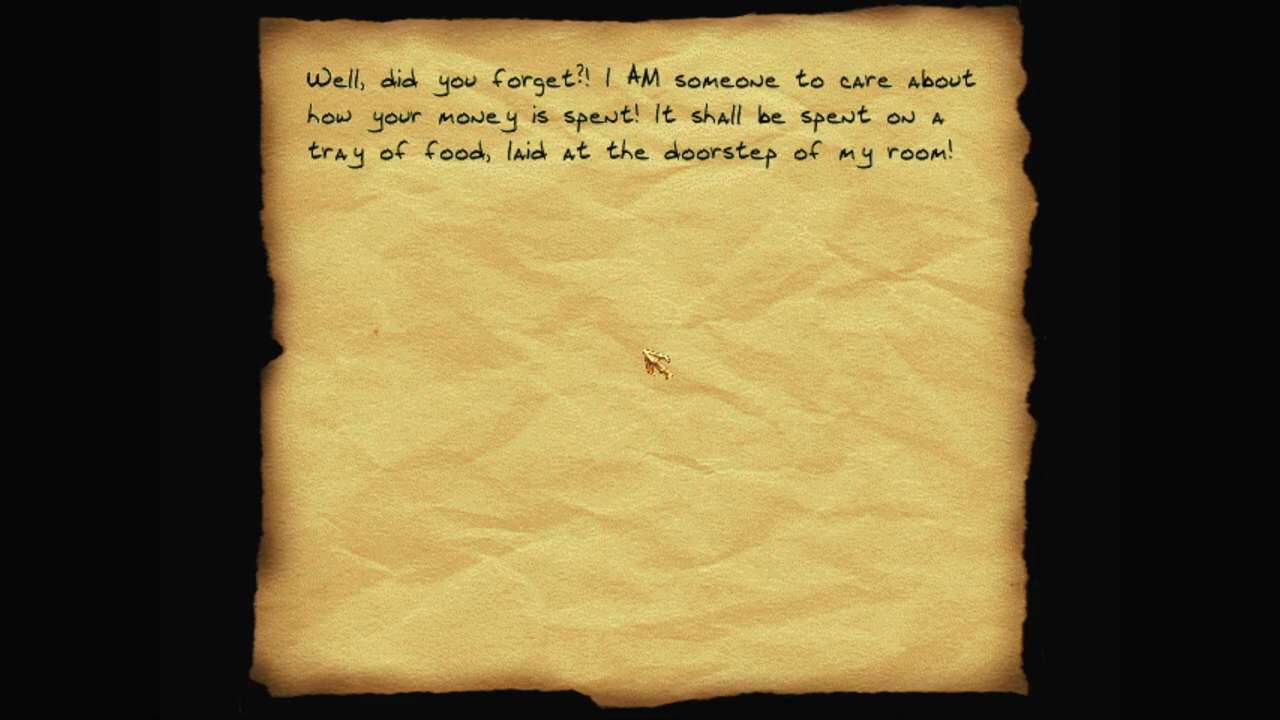 Well, did you forget?! I AM someone to care about
how your money is spent! It shall be spent on a
tray of food, laid at the doorstep of my room!